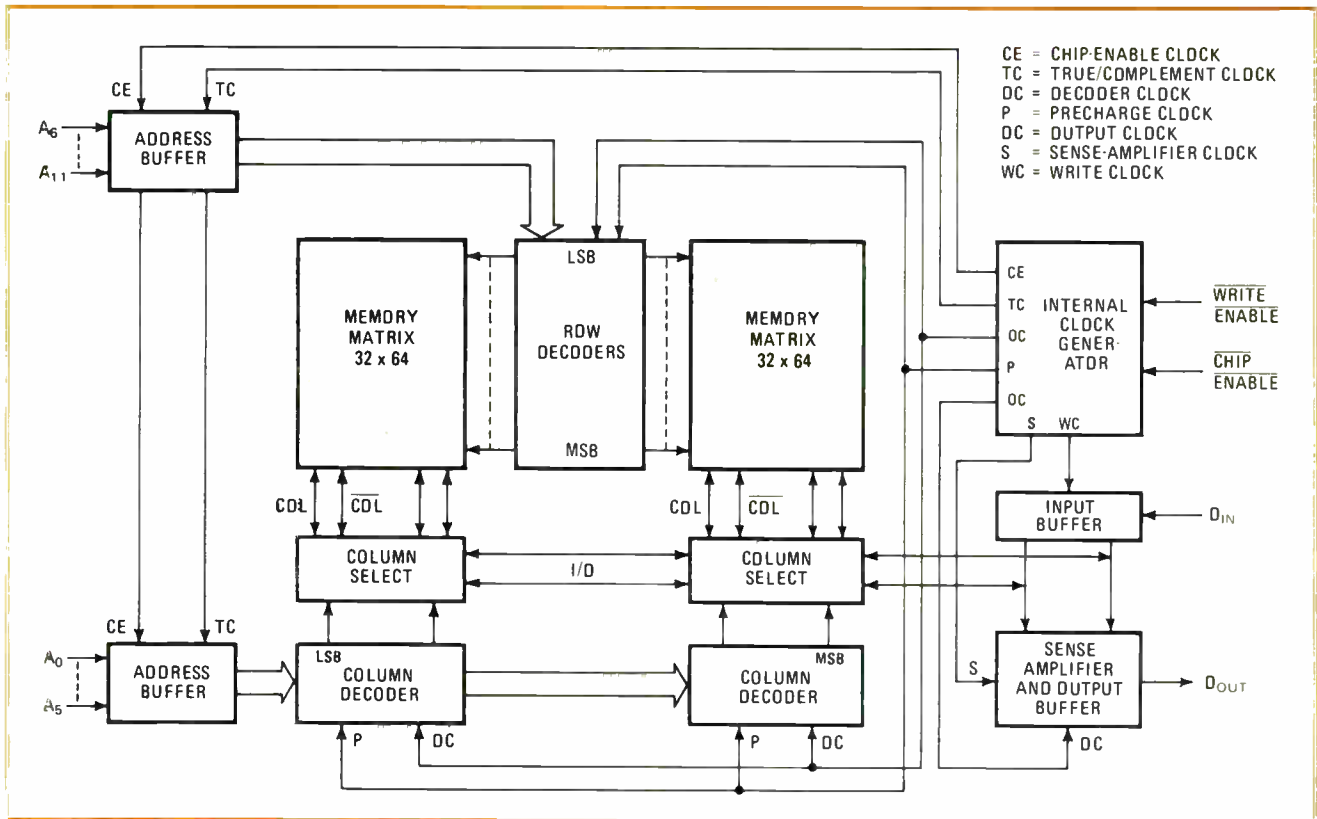 CE = CHIP-ENABLE CLOCK
TC = TRUE/COMPLEMENT CLOCK
DC = DECODER CLOCK
P = PRECHARGE CLOCK
OC = OUTPUT CLOCK
S = SENSE-AMPLIFIER CLOCK
WC = WRITE CLOCK
CE
TC
A6
A11
ADDRESS
BUFFER
MEMORY
MATRIX
32 x 64
LSB
ROW
DECODERS
MSB
MEMORY
MATRIX
32 x 64
CE
TC
OC
P
OC
S
WC
INTERNAL
CLOCK
GENER-
ATOR
WRITE
ENABLE
CHIP
ENABLE
COL
COL
COL
COL
INPUT
BUFFER
DIN
COLUMN
SELECT
I/O
COLUMN
SELECT
CE
TC
A0
A5
ADDRESS
BUFFER
LSB
COLUMN
DECODER
MSB
COLUMN
DECODER
S
SENSE
AMPLIFIER
AND OUTPUT
BUFFER
DOUT
P
DC
P
DC
DC